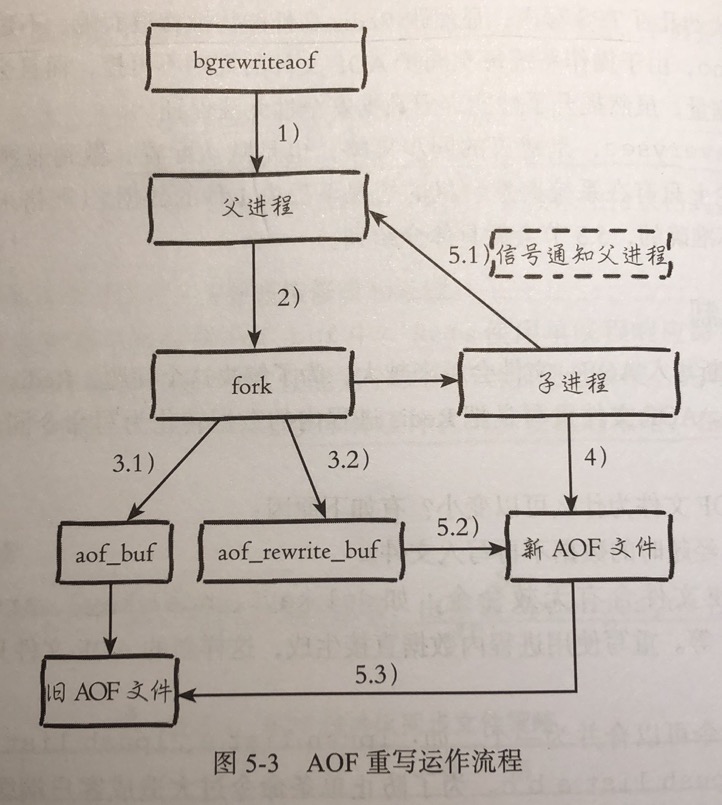 bgrewriteaof
1)
父进程
5.1) 信号通知父进程
2)
fork
子进程
3.1)
3.2)
4)
aof_buf
aof_rewrite_buf
5.2)
新 AOF 文件
旧 AOF 文件
5.3)
图 5-3 AOF 重写运作流程